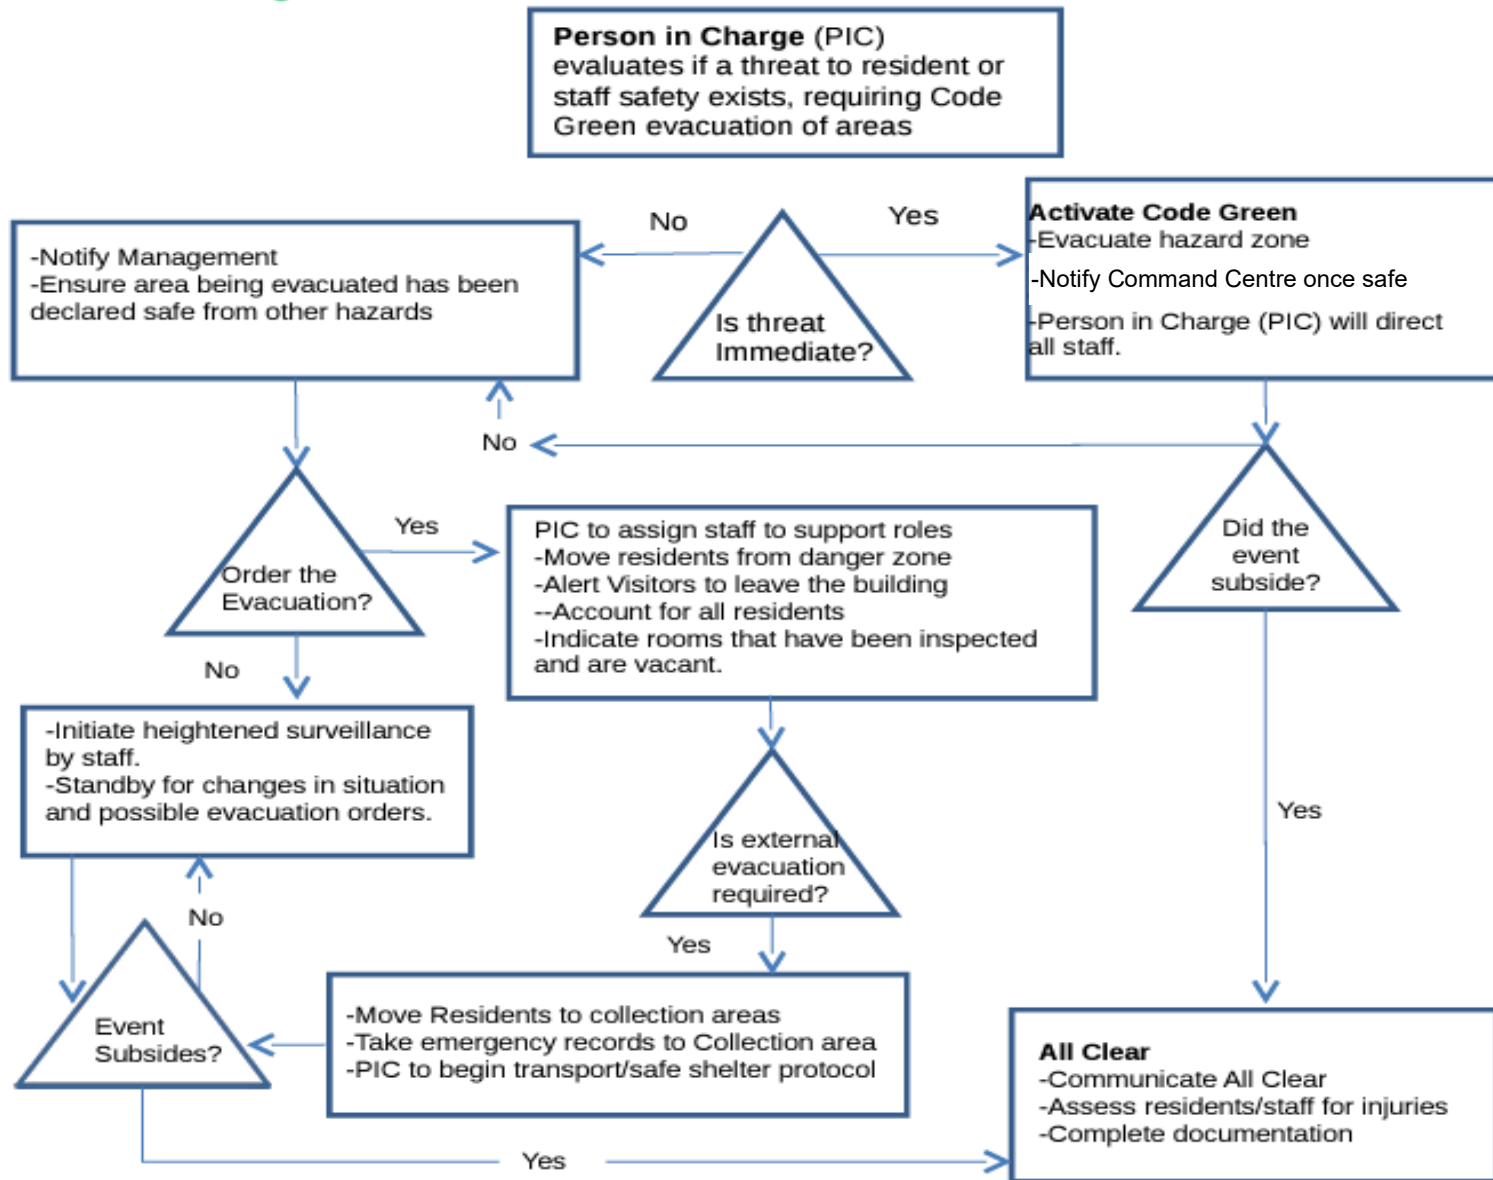 Person in Charge (PIC)
evaluates if a threat to resident or
staff safety exists, requiring Code
Green evacuation of areas
No
Yes
-Notify Management
-Ensure area being evacuated has been
declared safe from other hazards
Is threat
Immediate?
Activate Code Green
-Evacuate hazard zone
-Notify Command Centre once safe
-Person in Charge (PIC) will direct
all staff.
No
Order the
Evacuation?
Yes
PIC to assign staff to support roles
-Move residents from danger zone
-Alert Visitors to leave the building
--Account for all residents
-Indicate rooms that have been inspected
and are vacant.
Did the
event
subside?
No
-Initiate heightened surveillance
by staff.
-Standby for changes in situation
and possible evacuation orders.
Is external
evacuation
required?
Yes
No
Yes
Event
Subsides?
-Move Residents to collection areas
-Take emergency records to Collection area
-PIC to begin transport/safe shelter protocol
All Clear
-Communicate All Clear
-Assess residents/staff for injuries
-Complete documentation
Yes